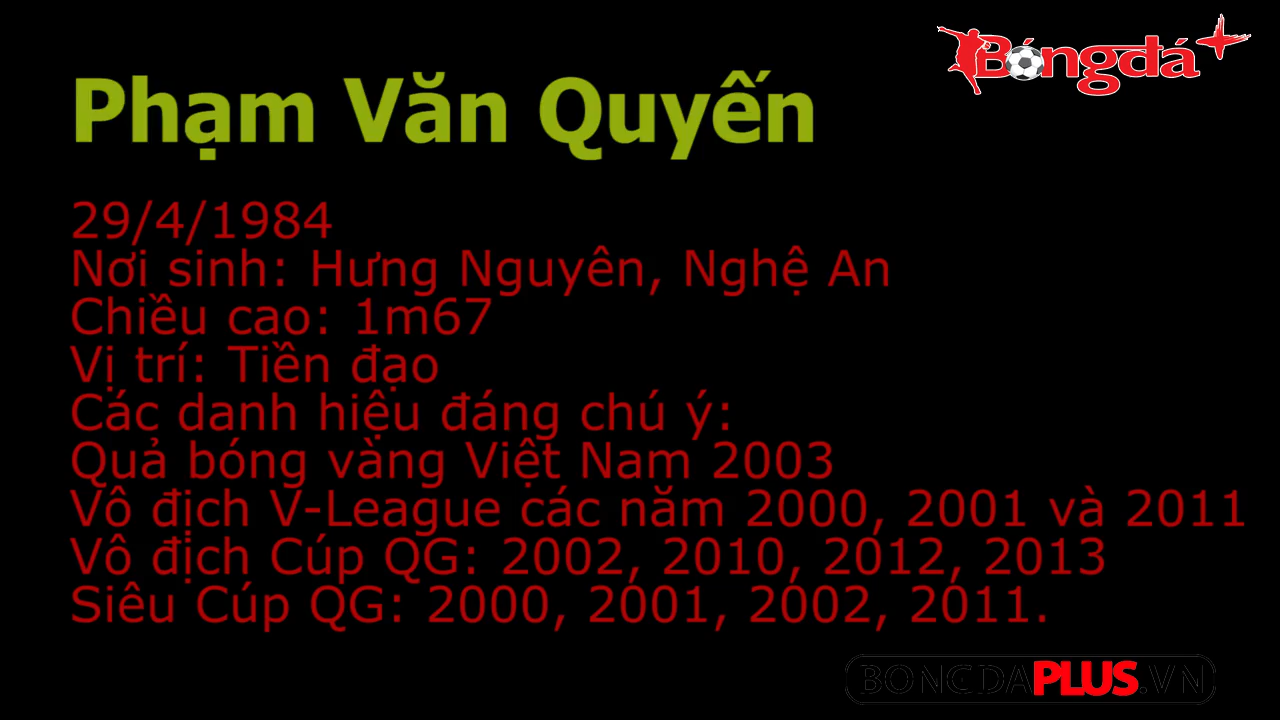 Bóngđá+
Phạm Văn Quyến
29/4/1984
Nơi sinh: Hưng Nguyên, Nghệ An
Chiều cao: 1m67
Vị trí: Tiền đạo
Các danh hiệu đáng chú ý:
Quả bóng vàng Việt Nam 2003
Vô địch V-League các năm 2000, 2001 và 2011
Vô địch Cúp QG: 2002, 2010, 2012, 2013
Siêu Cúp QG: 2000, 2001, 2002, 2011.
BONGDAPLUS.VN